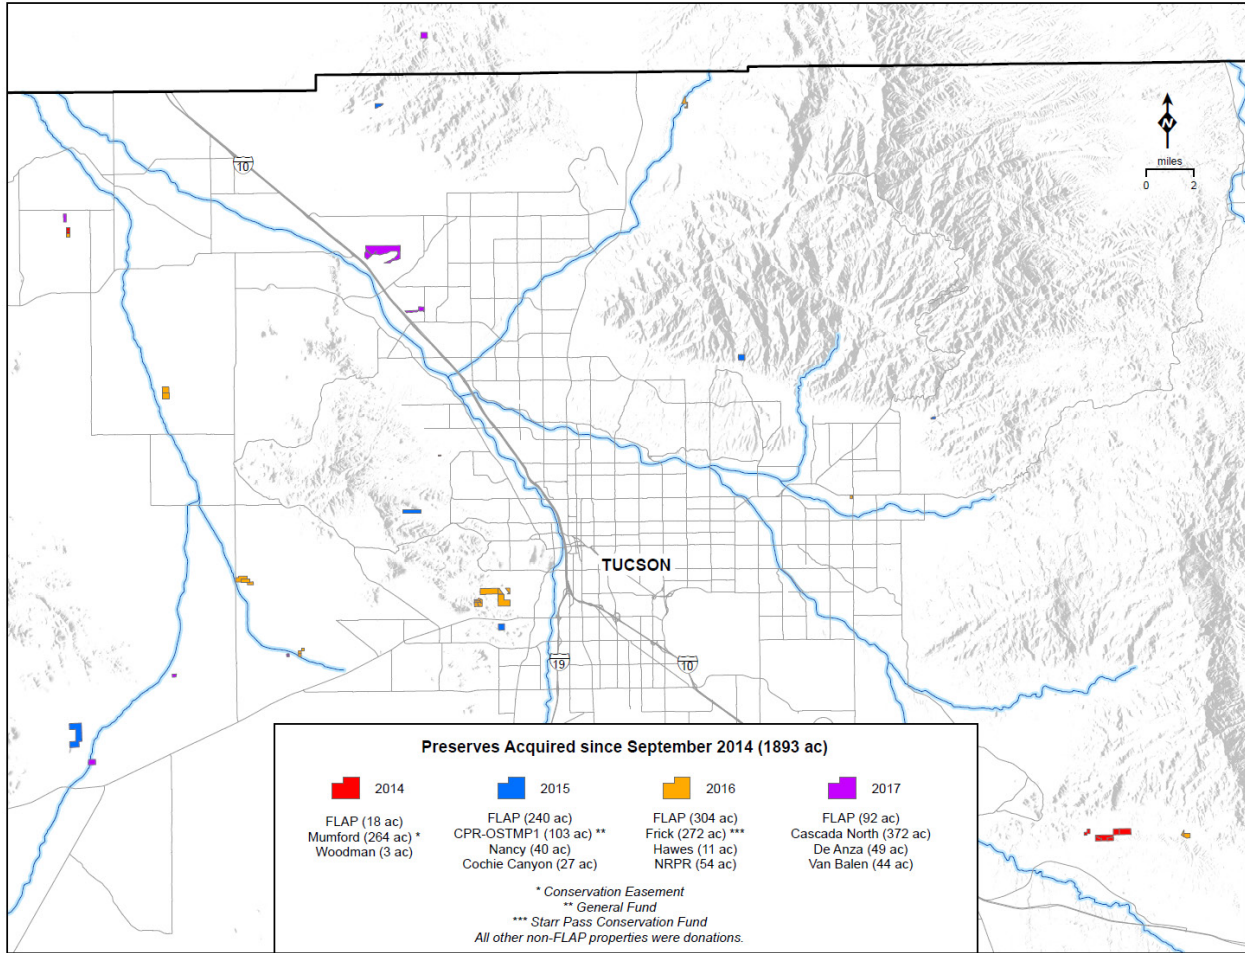 N
miles
0 2
10
TUCSON
19
10
Preserves Acquired since September 2014 (1893 ac)
2014
FLAP (18 ac)
Mumford (264 ac) *
Woodman (3 ac)
2015
FLAP (240 ac)
CPR-OSTMP1 (103 ac) **
Nancy (40 ac)
Cochie Canyon (27 ac)
2016
FLAP (304 ac)
Frick (272 ac) ***
Hawes (11 ac)
NRPR (54 ac)
2017
FLAP (92 ac)
Cascada North (372 ac)
De Anza (49 ac)
Van Balen (44 ac)
* Conservation Easement
** General Fund
*** Starr Pass Conservation Fund
All other non-FLAP properties were donations.